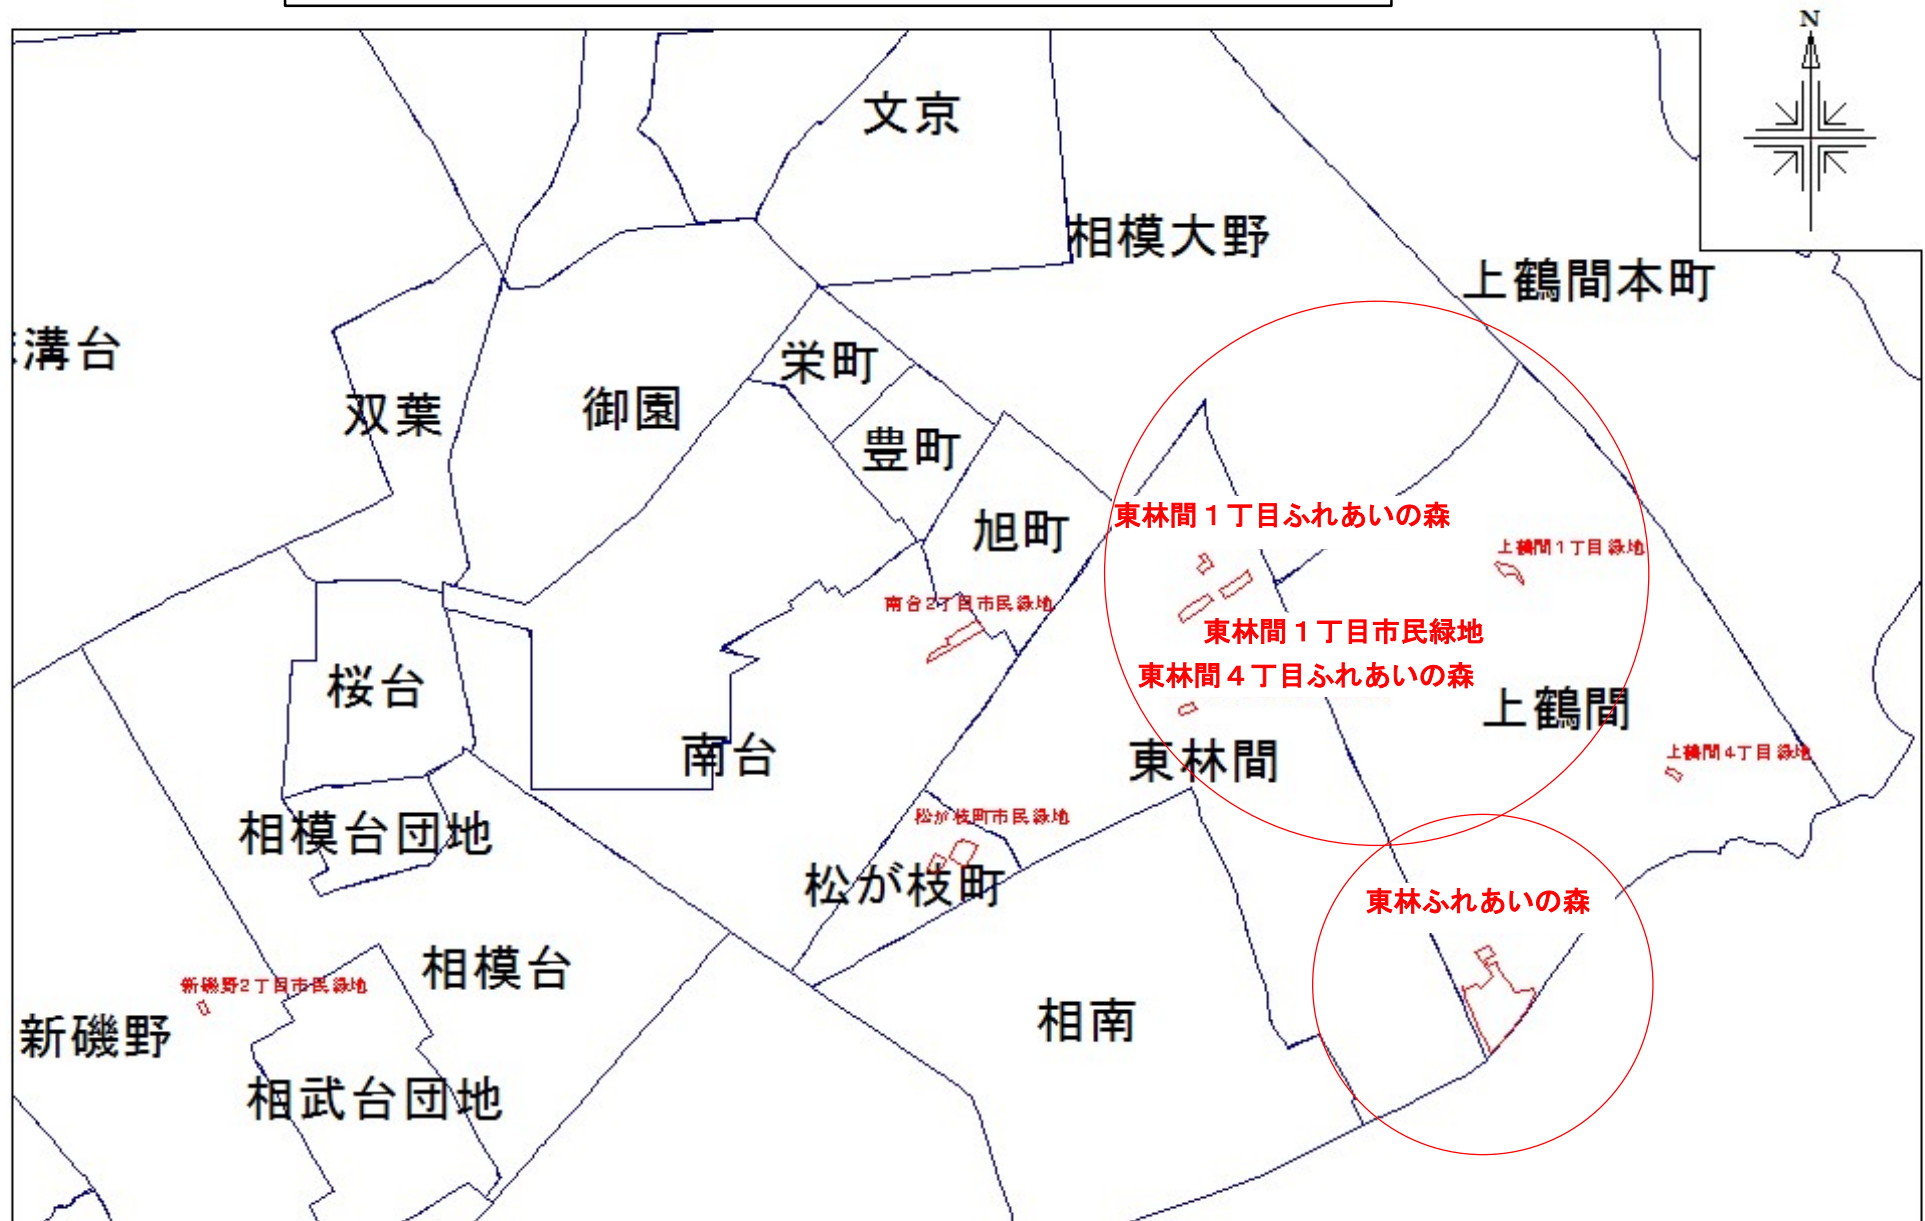 N
文京
相模大野
上鶴間本町
溝台
栄町
双葉
御園
豊町
東林間1丁目ふれあいの森
旭町
上鶴間1丁目緑地
南台2丁目市民緑地
東林間1丁目市民緑地
東林間4丁目ふれあいの森
桜台
上鶴間
南台
東林間
上鶴間4丁目緑地
松が枝町市民緑地
相模台団地
松が枝町
東林ふれあいの森
相模台
新磯野2丁目市民緑地
相南
新磯野
相武台団地